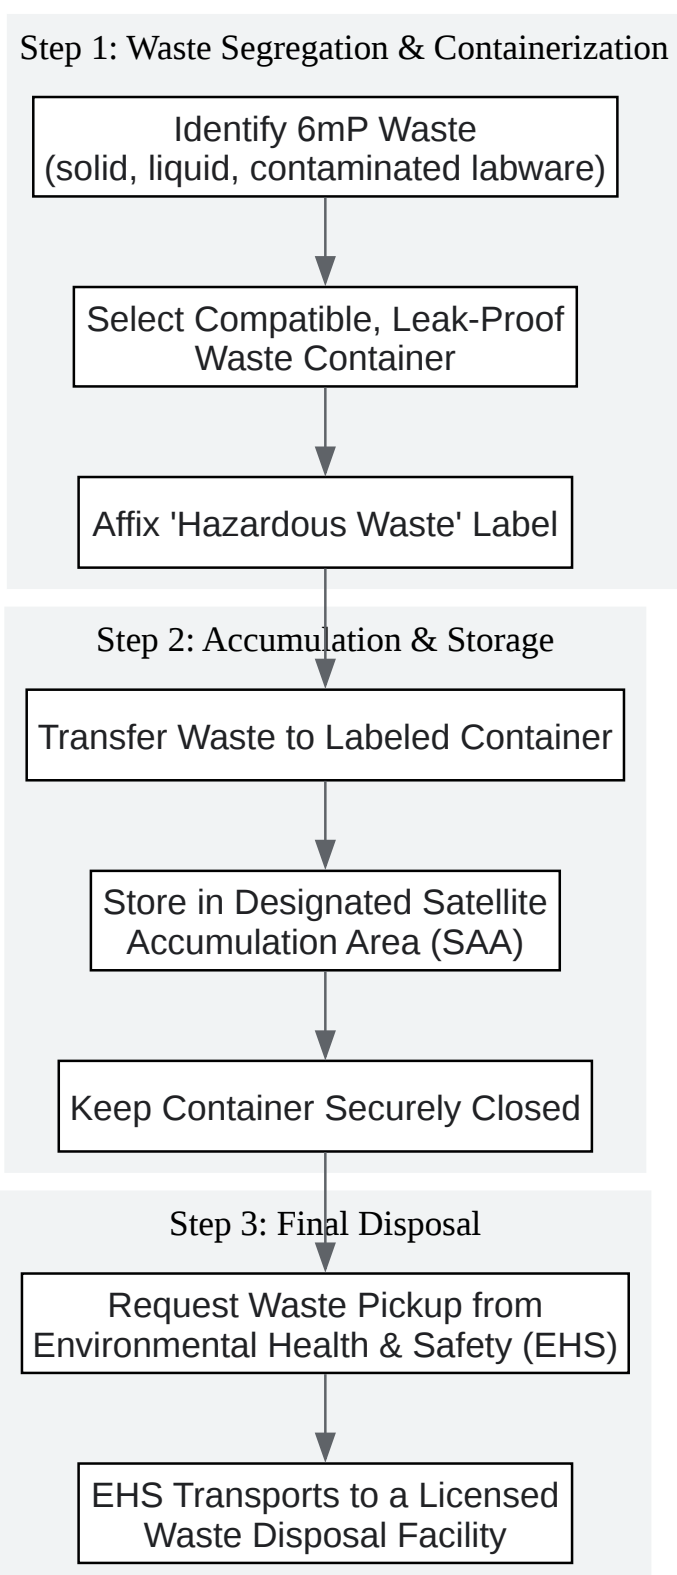 Step 1: Waste Segregation & Containerization
Identify 6mP Waste
(solid, liquid, contaminated labware)
Select Compatible, Leak-Proof
Waste Container
Affix 'Hazardous Waste' Label
Step 2: Accumulation & Storage
Transfer Waste to Labeled Container
Store in Designated Satellite
Accumulation Area (SAA)
Keep Container Securely Closed
Step 3: Final Disposal
Request Waste Pickup from
Environmental Health & Safety (EHS)
EHS Transports to a Licensed
Waste Disposal Facility